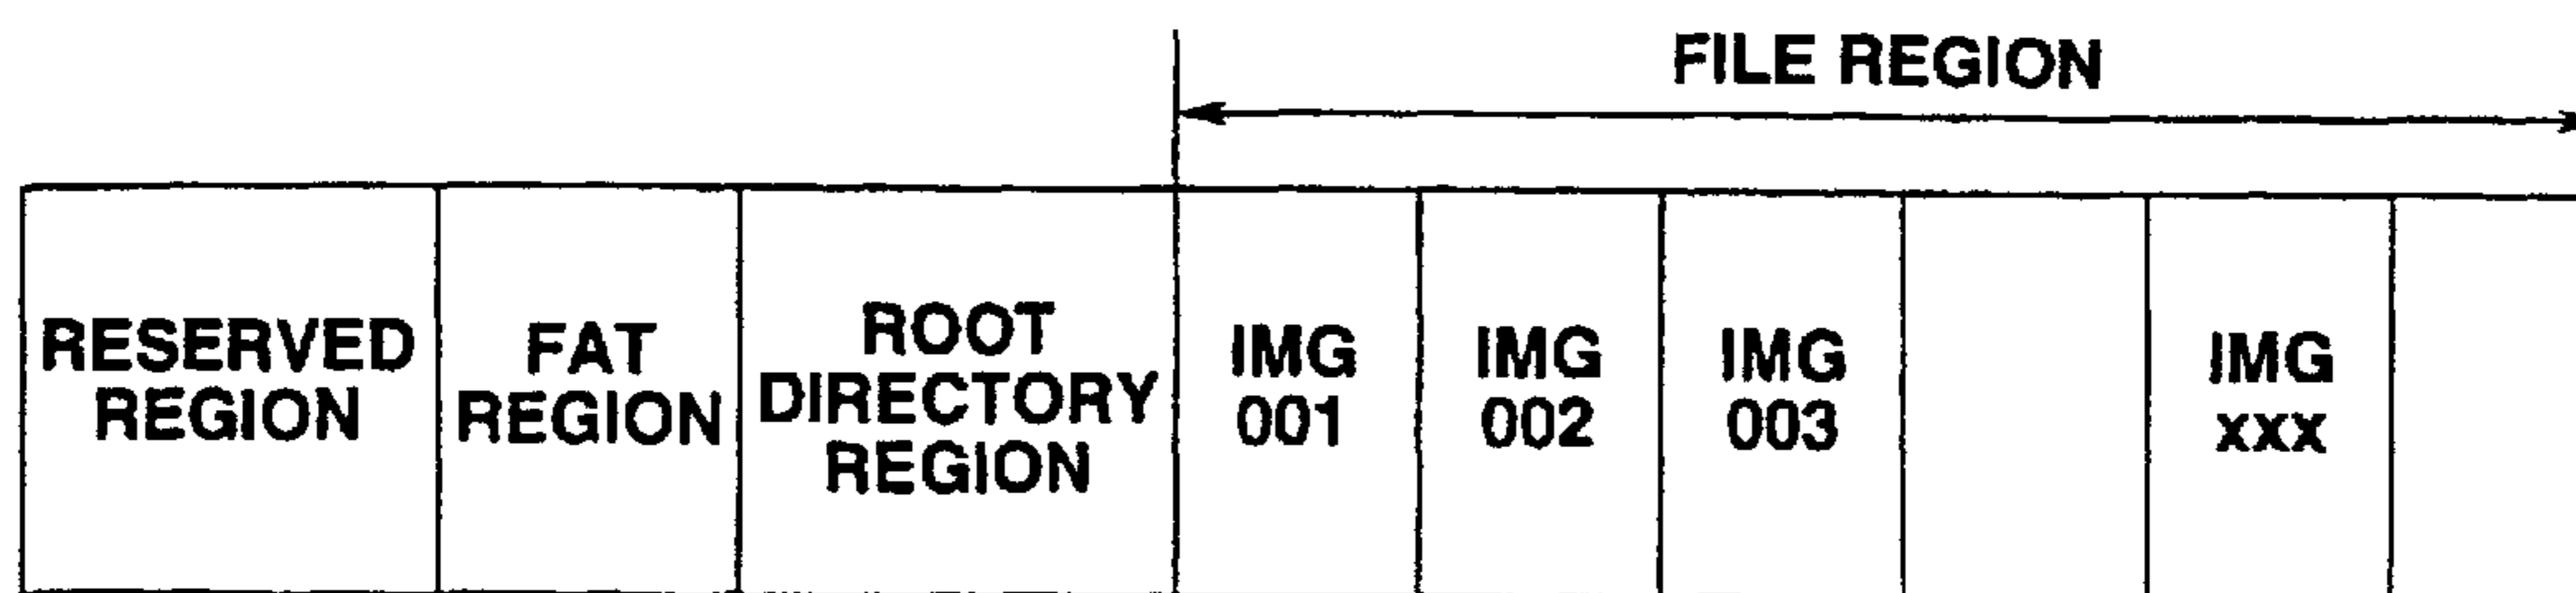 FILE REGION
RESERVED
REGION
FAT
REGION
ROOT
DIRECTORY
REGION
IMG
001
IMG
002
IMG
003
IMG
xxx